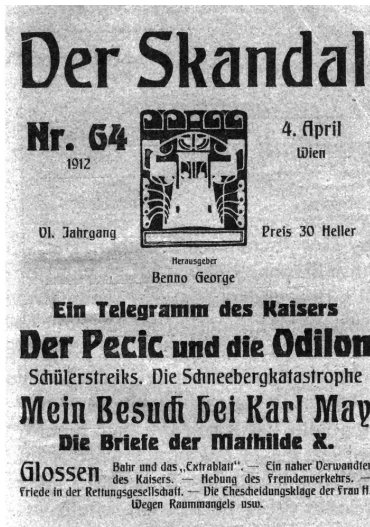 Der Skandal
Nr. 64
1912
4. April
Wien
VI. Jahrgang
Preis 30 Heller
Herausgeber
Benno George
Ein Telegramm des Kaisers
Der Pecic und die Odilon
Schülerstreiks. Die Schneebergkatastrophe
Mein Besuch bei Karl May
Die Briefe der Mathilde X.
Glossen Bahr und das „Extrablatt". — Ein naher Verwandter
des Kaisers. — Hebung des Fremdenverkehrs. —
Friede in der Rettungsgesellschaft. — Die Ehescheidungsklage der Frau H.
Wegen Raummangels usw.